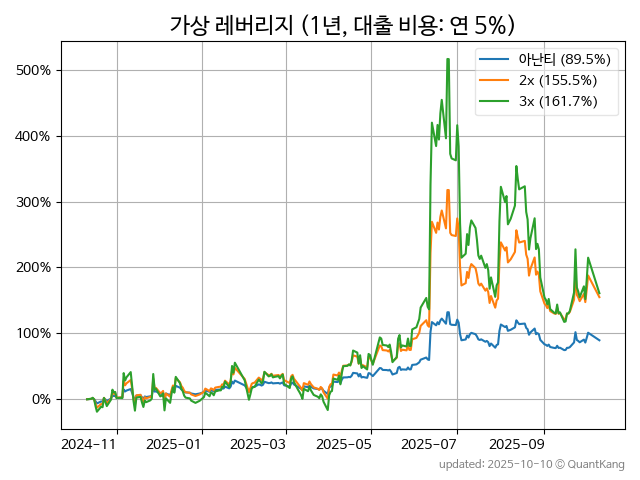 가상 레버리지 (1년, 대출 비용: 연 5%)
아난티 (89.5%)
2x (155.5%)
3x (161.7%)
500%
400%
300%
200%
100%
0%
2024-11 2025-01 2025-03 2025-05 2025-07 2025-09
updated: 2025-10-10 © QuantKang